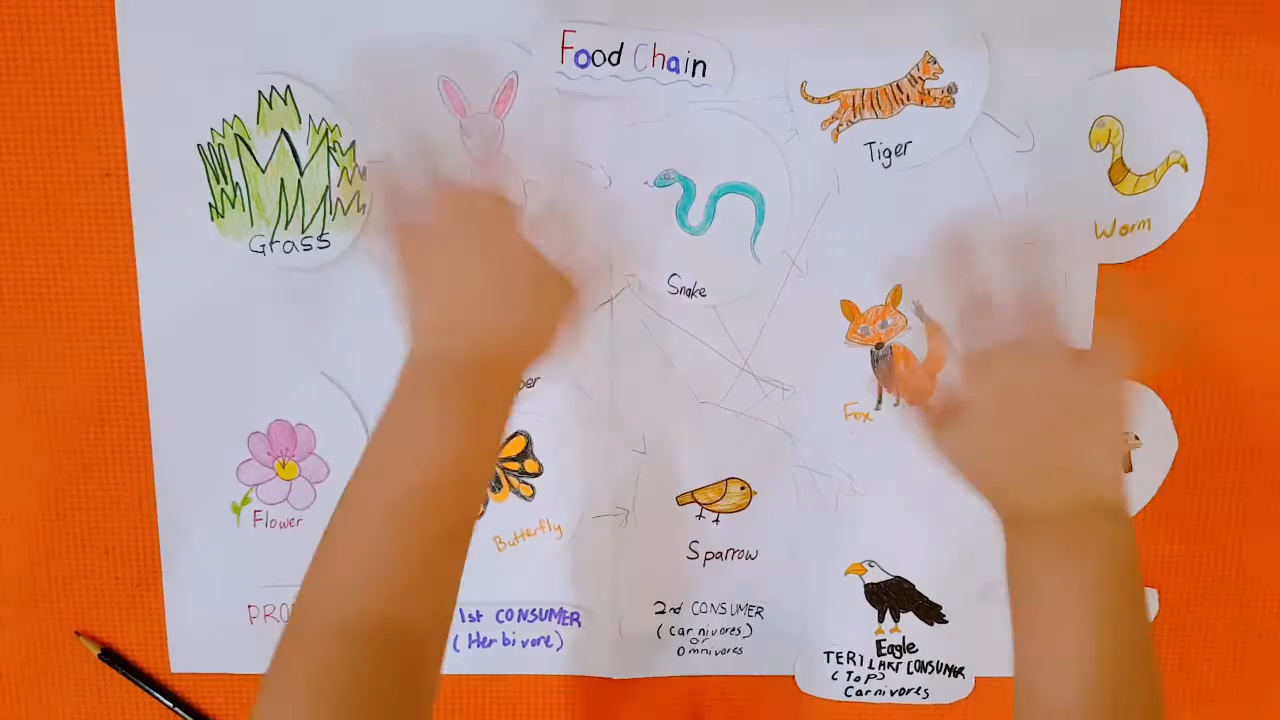 Food Chain
Tiger
Worm
Grass
Snake
Fox
Flower
Butterfly
Sparrow
1st CONSUMER
(Herbivore)
2nd CONSUMER
(Carnivores)
or
Omnivores
Eagle
TERTIARY CONSUMER
(Top)
Carnivores